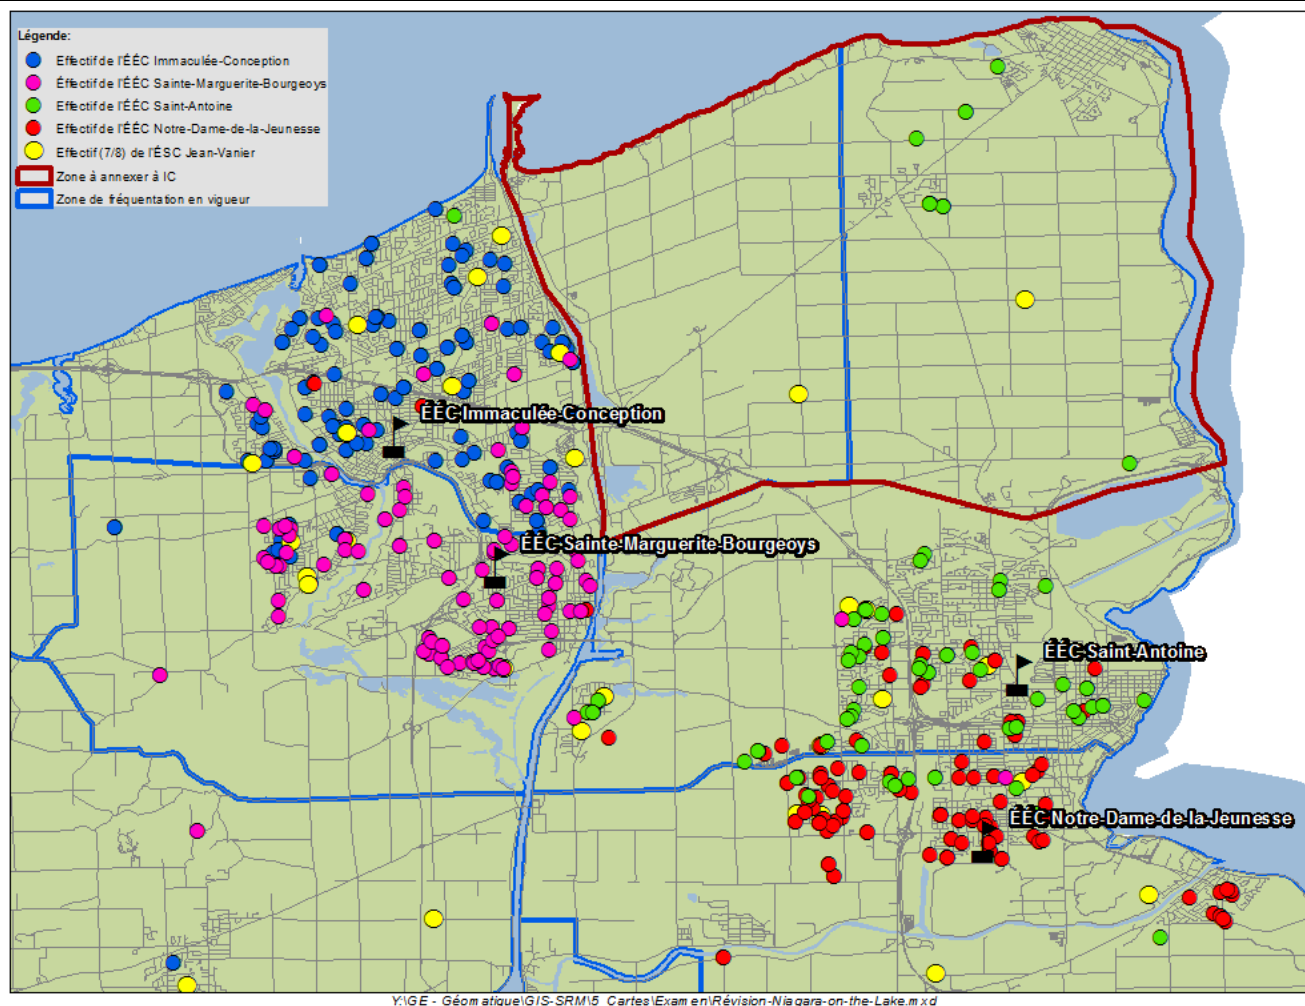 Légende:
Effectif de l'ÉÉC Immaculée-Conception
Éffectif de l'ÉÉC Sainte-Marguerite-Bourgeoys
Effectif de l'ÉÉC Saint-Antoine
Effectif de l'ÉÉC Notre-Dame-de-la-Jeunesse
Effectif (7/8) de l'ÉSC Jean-Vanier
Zone à annexer à IC
Zone de fréquentation en vigueur
ÉÉC Immaculée-Conception
ÉÉC Sainte-Marguerite-Bourgeoys
ÉÉC Saint-Antoine
ÉÉC Notre-Dame-de-la-Jeunesse
Y:\GE - Géomatique\GIS-SRM\5_Cartes\Examen\Révision-Niagara-on-the-Lake.mxd